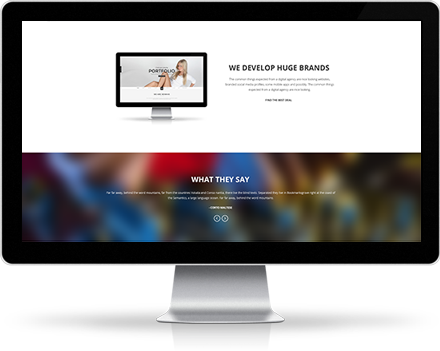 PORTFOLIO
WE DEVELOP HUGE BRANDS
The common things expected from a digital agency are nice looking websites,
branded social media profiles, some mobile apps and possibly. The common things
expected from a digital agency are nice looking.
FIND THE BEST DEAL
WHAT THEY SAY
Far far away, behind the word mountains, far from the countries Vokalia and Consonantia, there live the blind texts. Separated they live in Bookmarksgrove right at the coast of
the Semantics, a large language ocean. Far far away, behind the word mountains.